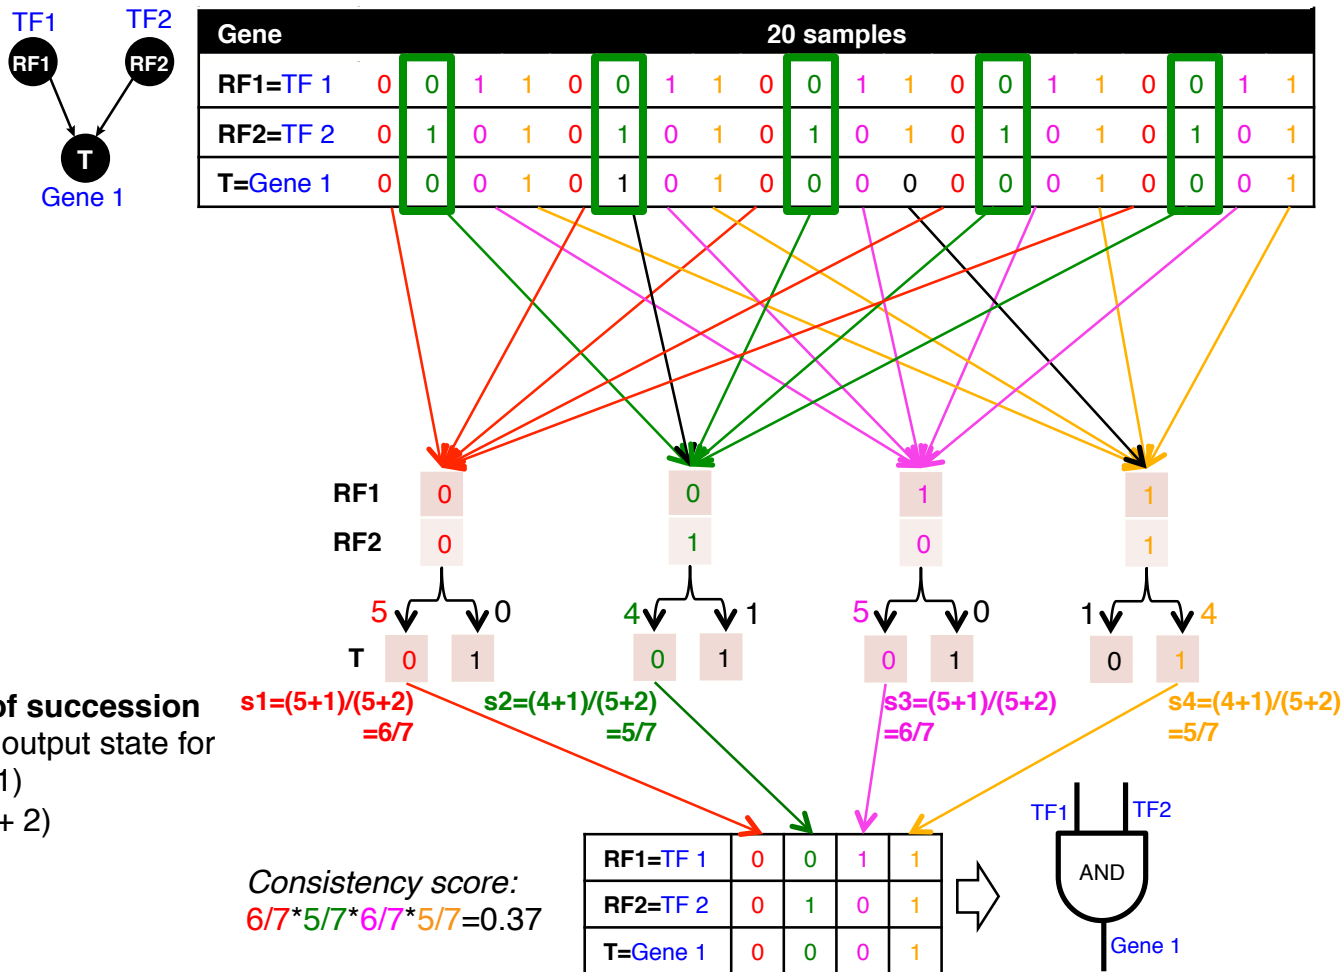 TF1 TF2
RF1 RF2
T
Gene 1
Gene 20 samples
RF1=TF 1 0 0 1 1 0 0 1 1 0 0 1 1 0 0 1 1 0 0 1 1
RF2=TF 2 0 1 0 1 0 1 0 1 0 1 0 1 0 1 0 1 0 1 0 1
T=Gene 1 0 0 0 1 0 1 0 1 0 0 0 0 0 0 0 1 0 0 0 1
RF1 0 0 1 1
RF2 0 1 0 1
5 0 4 1 5 0 1 4
T 0 1 0 1 0 1 0 1
s1=(5+1)/(5+2) s2=(4+1)/(5+2) s3=(5+1)/(5+2) s4=(4+1)/(5+2)
=6/7 =5/7 =6/7 =5/7
of succession
output state for
1)
+ 2)
Consistency score:
6/7*5/7*6/7*5/7=0.37
RF1=TF 1 0 0 1 1
RF2=TF 2 0 1 0 1
T=Gene 1 0 0 0 1
TF1 TF2
AND
Gene 1